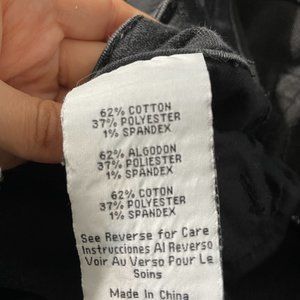 62% COTTON
37% POLYESTER
1% SPANDEX
62% ALGODON
37% POLIESTER
1% SPANDEX
62% COTON
37% POLYESTER
1% SPANDEX
See Reverse for Care
Instrucciones Al Reverso
Voir Au Verso Pour Le
Soins
Made In China